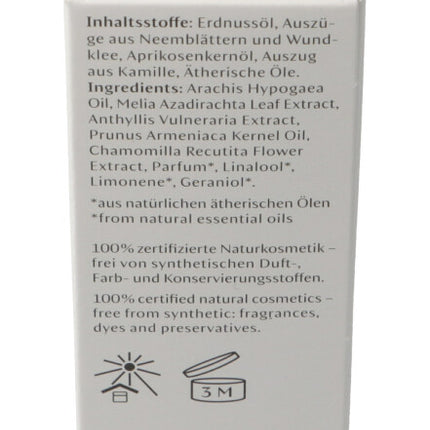 Inhaltsstoffe: Erdnussöl, Auszü-
ge aus Neemblättern und Wund-
klee, Aprikosenkernöl, Auszug
aus Kamille, Ätherische Öle.
Ingredients: Arachis Hypogaea
Oil, Melia Azadirachta Leaf Extract,
Anthyllis Vulneraria Extract,
Prunus Armeniaca Kernel Oil,
Chamomilla Recutita Flower
Extract, Parfum*, Linalool*,
Limonene*, Geraniol*.
*aus natürlichen ätherischen Ölen
*from natural essential oils
100% zertifizierte Naturkosmetik –
frei von synthetischen Duft-,
Farb- und Konservierungsstoffen.
100% certified natural cosmetics –
free from synthetic: fragrances,
dyes and preservatives.
3 M